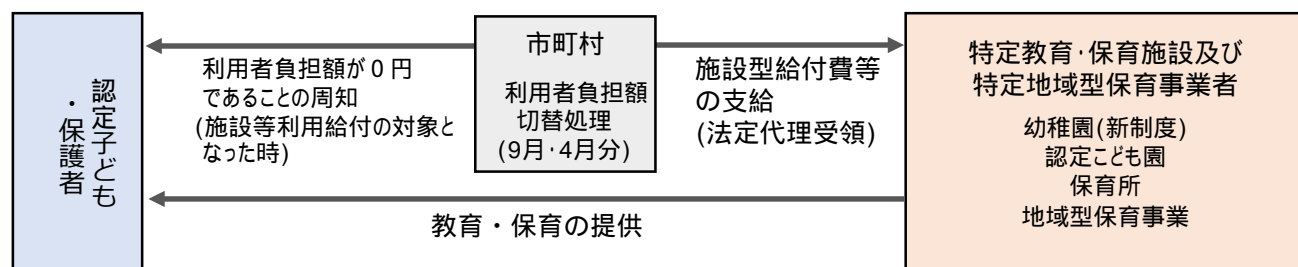 認定子ども
・保護者
利用者負担額が０円
であることの周知
(施設等利用給付の対象と
なった時)
市町村
利用者負担額
切替処理
(9月･4月分)
施設型給付費等
の支給
(法定代理受領)
特定教育･保育施設及び
特定地域型保育事業者
幼稚園(新制度)
認定こども園
保育所
地域型保育事業
教育・保育の提供